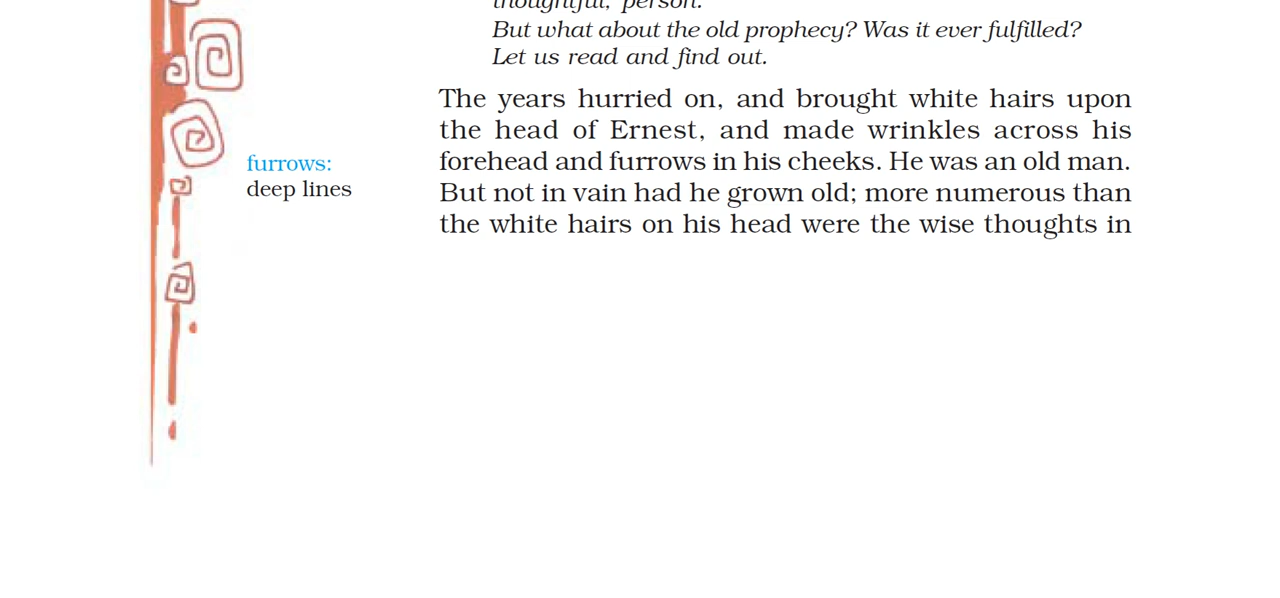 thoughtful, person.
But what about the old prophecy? Was it ever fulfilled?
Let us read and find out.
The years hurried on, and brought white hairs upon
the head of Ernest, and made wrinkles across his
forehead and furrows in his cheeks. He was an old man.
But not in vain had he grown old; more numerous than
the white hairs on his head were the wise thoughts in
furrows:
deep lines